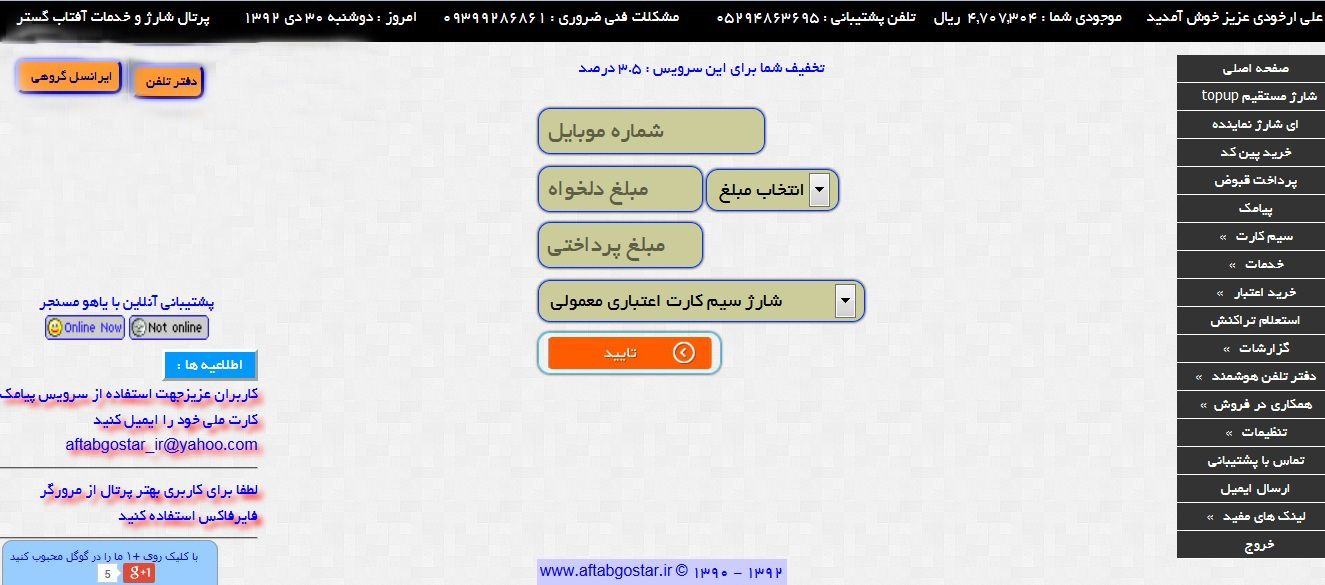 علی ارخودی عزیز خوش آمدید موجودی شما : ۴,۷۰۷,۳۰۴ ریال تلفن پشتیبانی : ۰۵۲۹۴۸۶۳۶۹۵ مشکلات فنی ضروری : ۰۹۳۹۹۲۸۶۸۶۱ امروز : دوشنبه ۳۰ دی ۱۳۹۲ پرتال شارژ و خدمات آفتاب گستر
صفحه اصلی
شارژ مستقیم topup
ای شارژ نماینده
خرید پین کد
پرداخت قبوض
پیامک
سیم کارت »
خدمات »
خرید اعتبار »
استعلام تراکنش
گزارشات »
دفتر تلفن هوشمند »
همکاری در فروش »
تنظیمات »
تماس با پشتیبانی
ارسال ایمیل
لینک های مفید »
خروج
تخفیف شما برای این سرویس : ۳.۵ درصد
شماره موبایل
انتخاب مبلغ مبلغ دلخواه
مبلغ پرداختی
شارژ سیم کارت اعتباری معمولی
تایید
www.aftabgostar.ir © ۱۳۹۰ - ۱۳۹۲
دفتر تلفن ایرانسل گروهی
پشتیبانی آنلاین با یاهو مسنجر
Online Now Not online
اطلاعیه ها :
کاربران عزیزجهت استفاده از سرویس پیامک
کارت ملی خود را ایمیل کنید
aftabgostar_ir@yahoo.com
لطفا برای کاربری بهتر پرتال از مرورگر
فایرفاکس استفاده کنید
با کلیک روی +۱ ما را در گوگل محبوب کنید
5 g+1